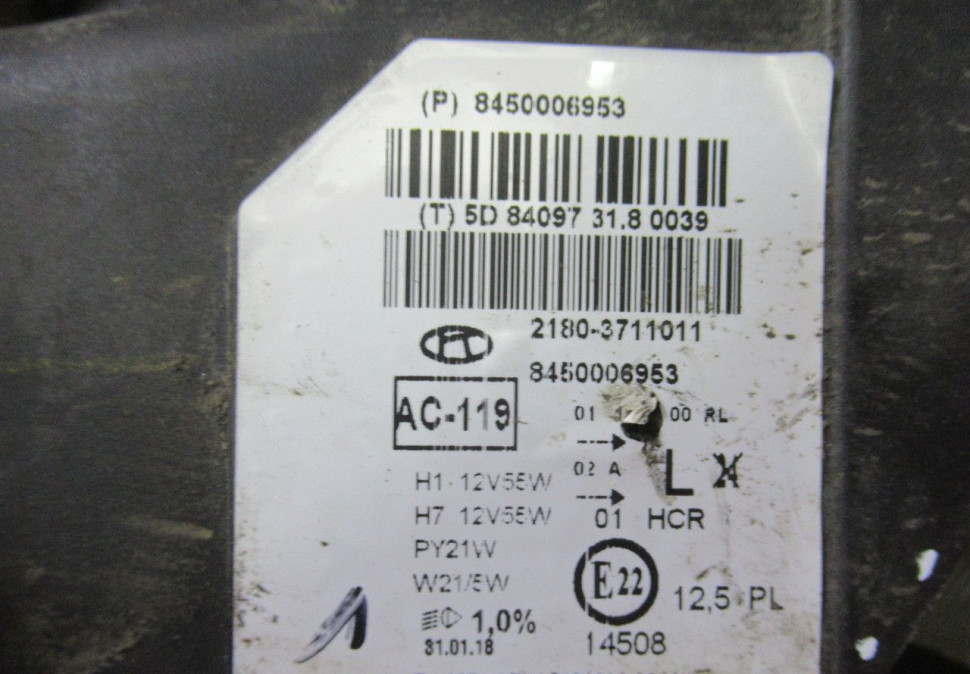 (P) 8450006953
(T) 5D 84097 31.8 0039
2180-3711011
8450006953
AC-119
01 00 RL
02 A
L X
H1 12V55W
H7 12V55W
01 HCR
PY21W
W21/5W
E22
12,5 PL
1,0%
31.01.18
14508